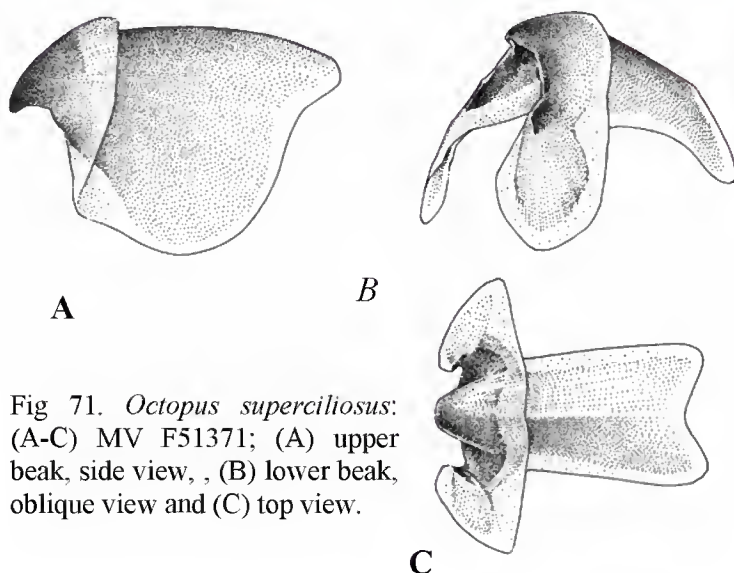 A
B
Fig 71. Octopus superciliosus:
(A-C) MV F51371; (A) upper
beak, side view, , (B) lower beak,
oblique view and (C) top view.
C